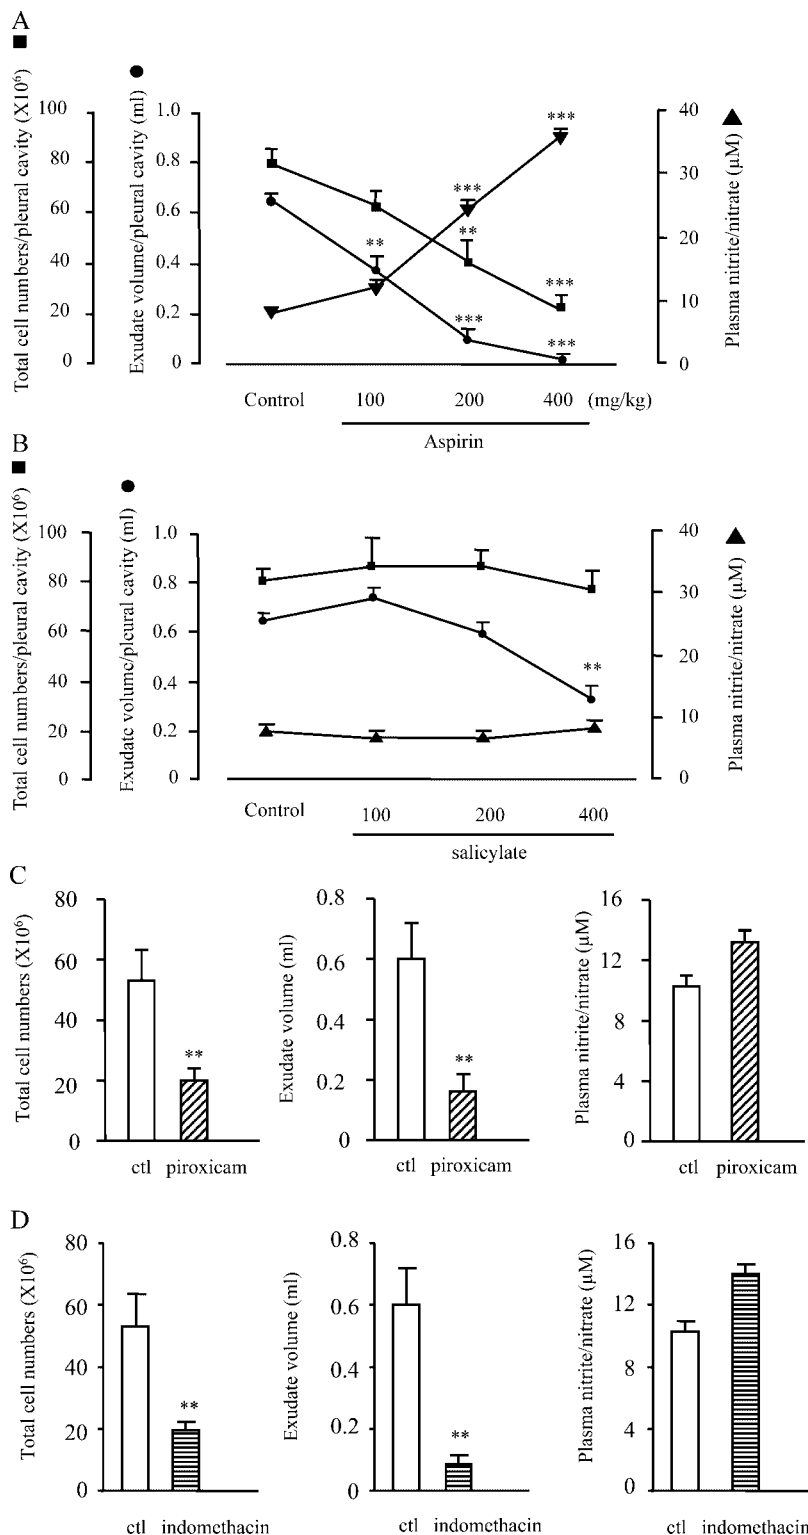 A
Total cell numbers/pleural cavity (X10⁶)
100
80
60
40
20
0
Exudate volume/pleural cavity (ml)
1.0
0.8
0.6
0.4
0.2
0
***
***
**
**
***
***
***
40
30
20
10
0
Plasma nitrite/nitrate (µM)
Control 100 200 400 (mg/kg)
Aspirin
B
Total cell numbers/pleural cavity (X10⁶)
100
80
60
40
20
0
Exudate volume/pleural cavity (ml)
1.0
0.8
0.6
0.4
0.2
0
**
40
30
20
10
0
Plasma nitrite/nitrate (µM)
Control 100 200 400
salicylate
C
Total cell numbers (X10⁶)
80
60
40
20
0
**
ctl piroxicam
Exudate volume (ml)
0.8
0.6
0.4
0.2
0
**
ctl piroxicam
Plasma nitrite/nitrate (µM)
16
12
8
4
0
ctl piroxicam
D
Total cell numbers (X10⁶)
80
60
40
20
0
**
ctl indomethacin
Exudate volume (ml)
0.8
0.6
0.4
0.2
0
**
ctl indomethacin
Plasma nitrite/nitrate (µM)
16
12
8
4
0
ctl indomethacin